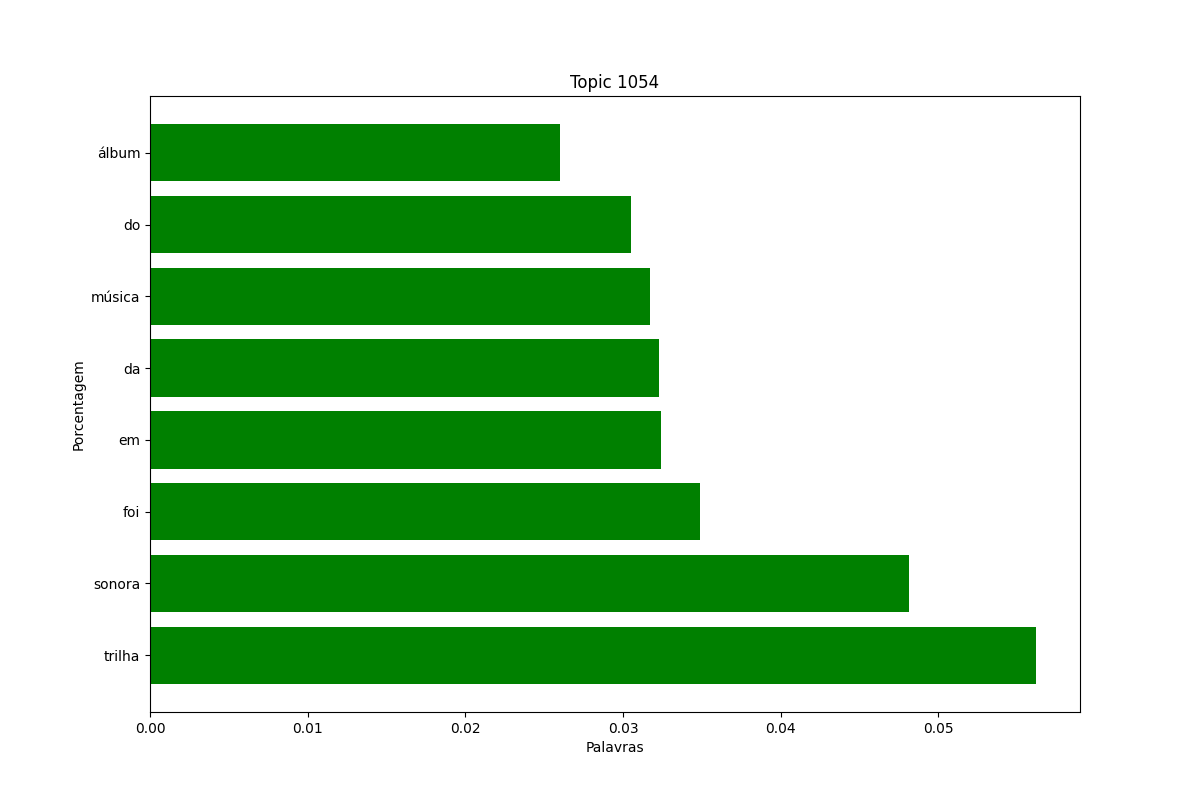 Topic 1054
álbum
do
música
da
em
foi
sonora
trilha
Porcentagem
0.00 0.01 0.02 0.03 0.04 0.05
Palavras